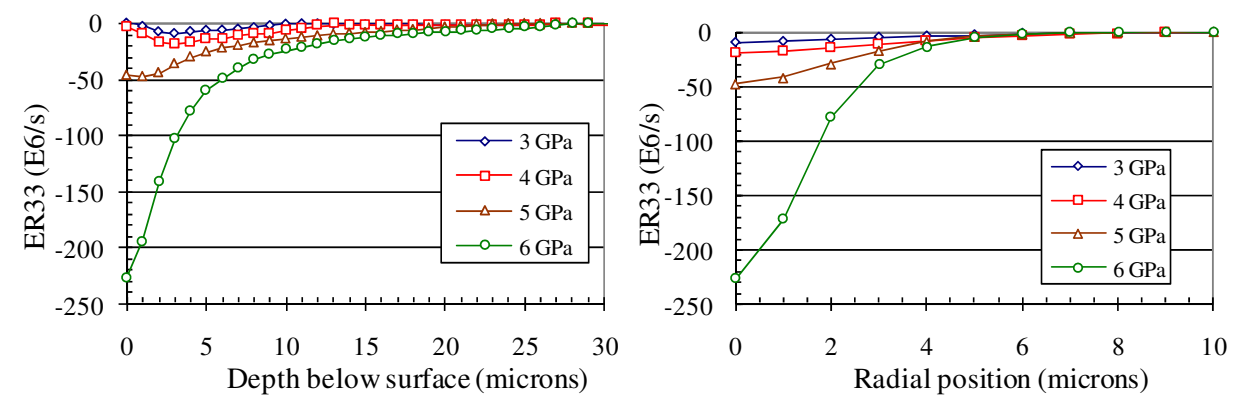 0
-50
-100
-150
-200
-250
ER33 (E6/s)
3 GPa
4 GPa
5 GPa
6 GPa
0 5 10 15 20 25 30
Depth below surface (microns)
0
-50
-100
-150
-200
-250
ER33 (E6/s)
3 GPa
4 GPa
5 GPa
6 GPa
0 2 4 6 8 10
Radial position (microns)